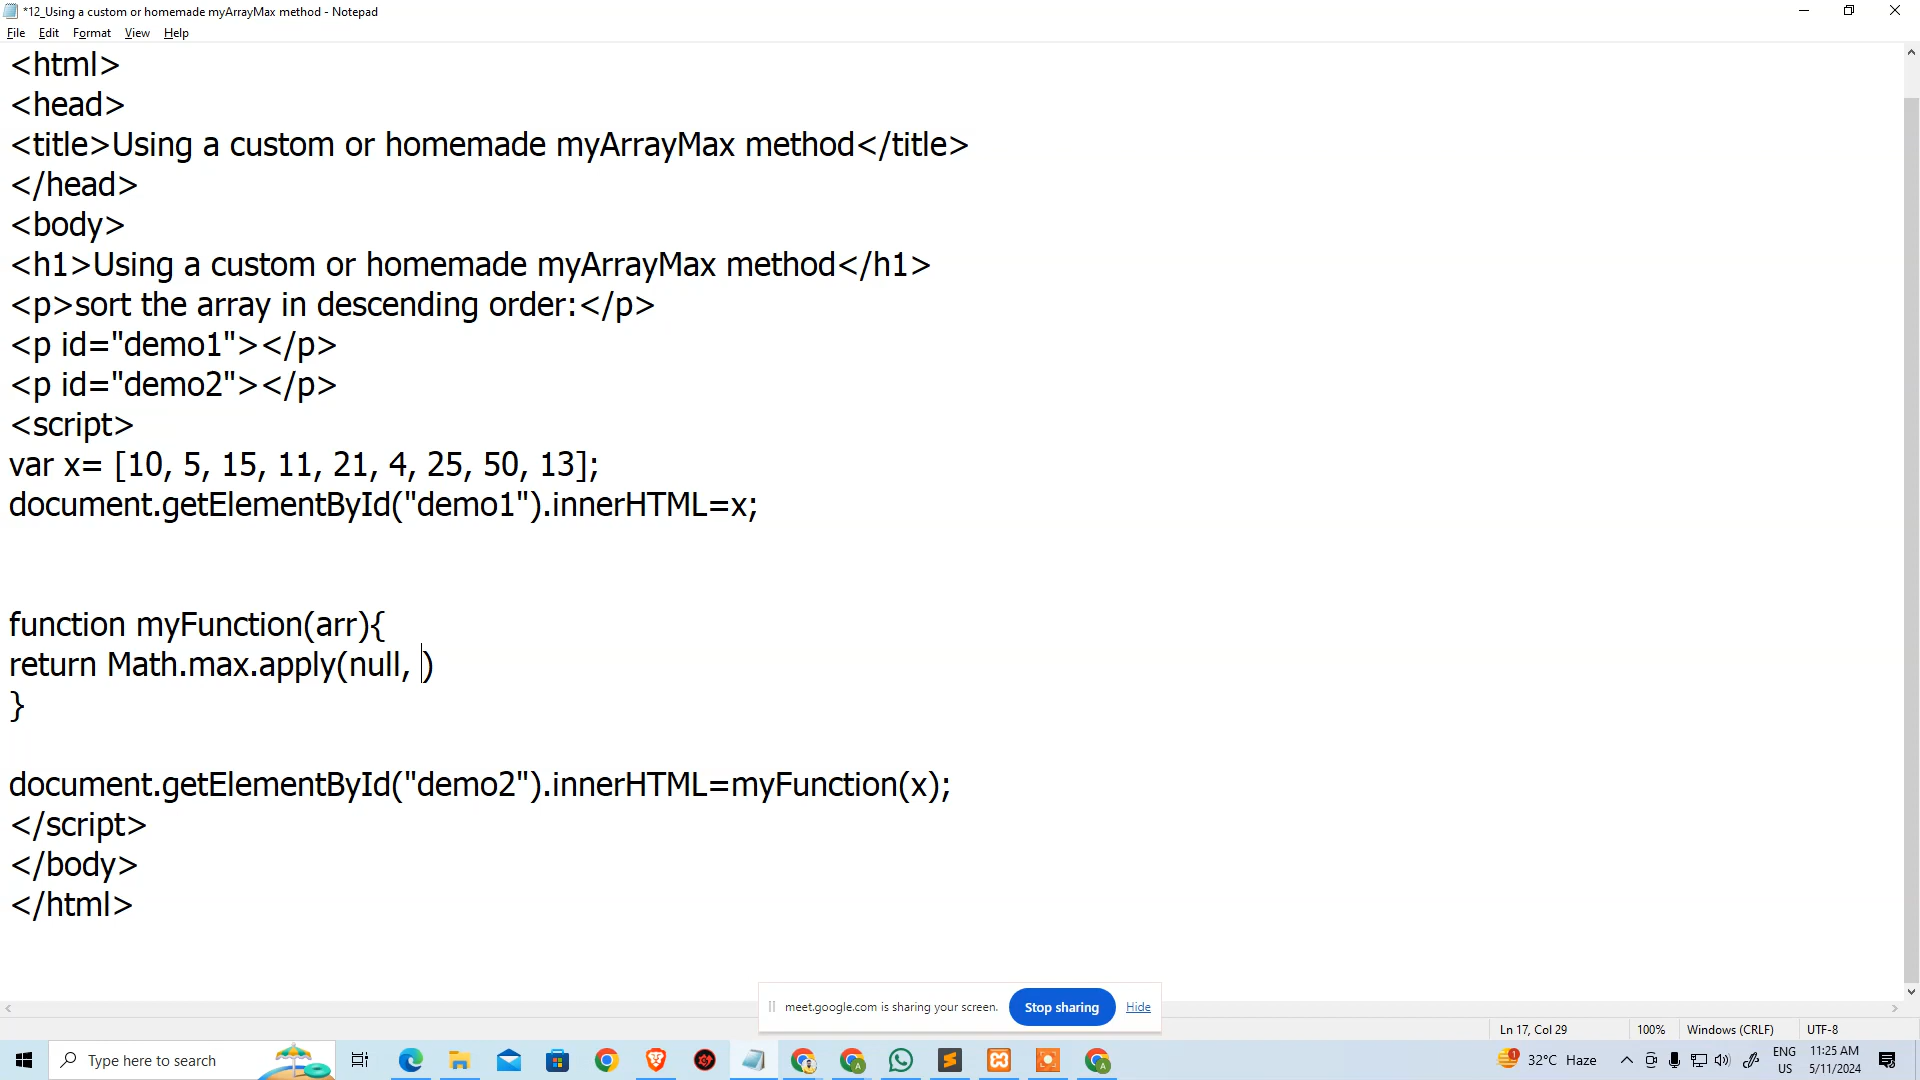 *12_Using a custom or homemade myArrayMax method - Notepad
File Edit Format View Help
<html>
<head>
<title>Using a custom or homemade myArrayMax method</title>
</head>
<body>
<h1>Using a custom or homemade myArrayMax method</h1>
<p>sort the array in descending order:</p>
<p id="demo1"></p>
<p id="demo2"></p>
<script>
var x= [10, 5, 15, 11, 21, 4, 25, 50, 13];
document.getElementById("demo1").innerHTML=x;
function myFunction(arr){
return Math.max.apply(null, )
}
document.getElementById("demo2").innerHTML=myFunction(x);
</script>
</body>
</html>
meet.google.com is sharing your screen. Stop sharing Hide
Ln 17, Col 29 100% Windows (CRLF) UTF-8
Type here to search
1 32°C Haze
ENG
US
11:25 AM
5/11/2024